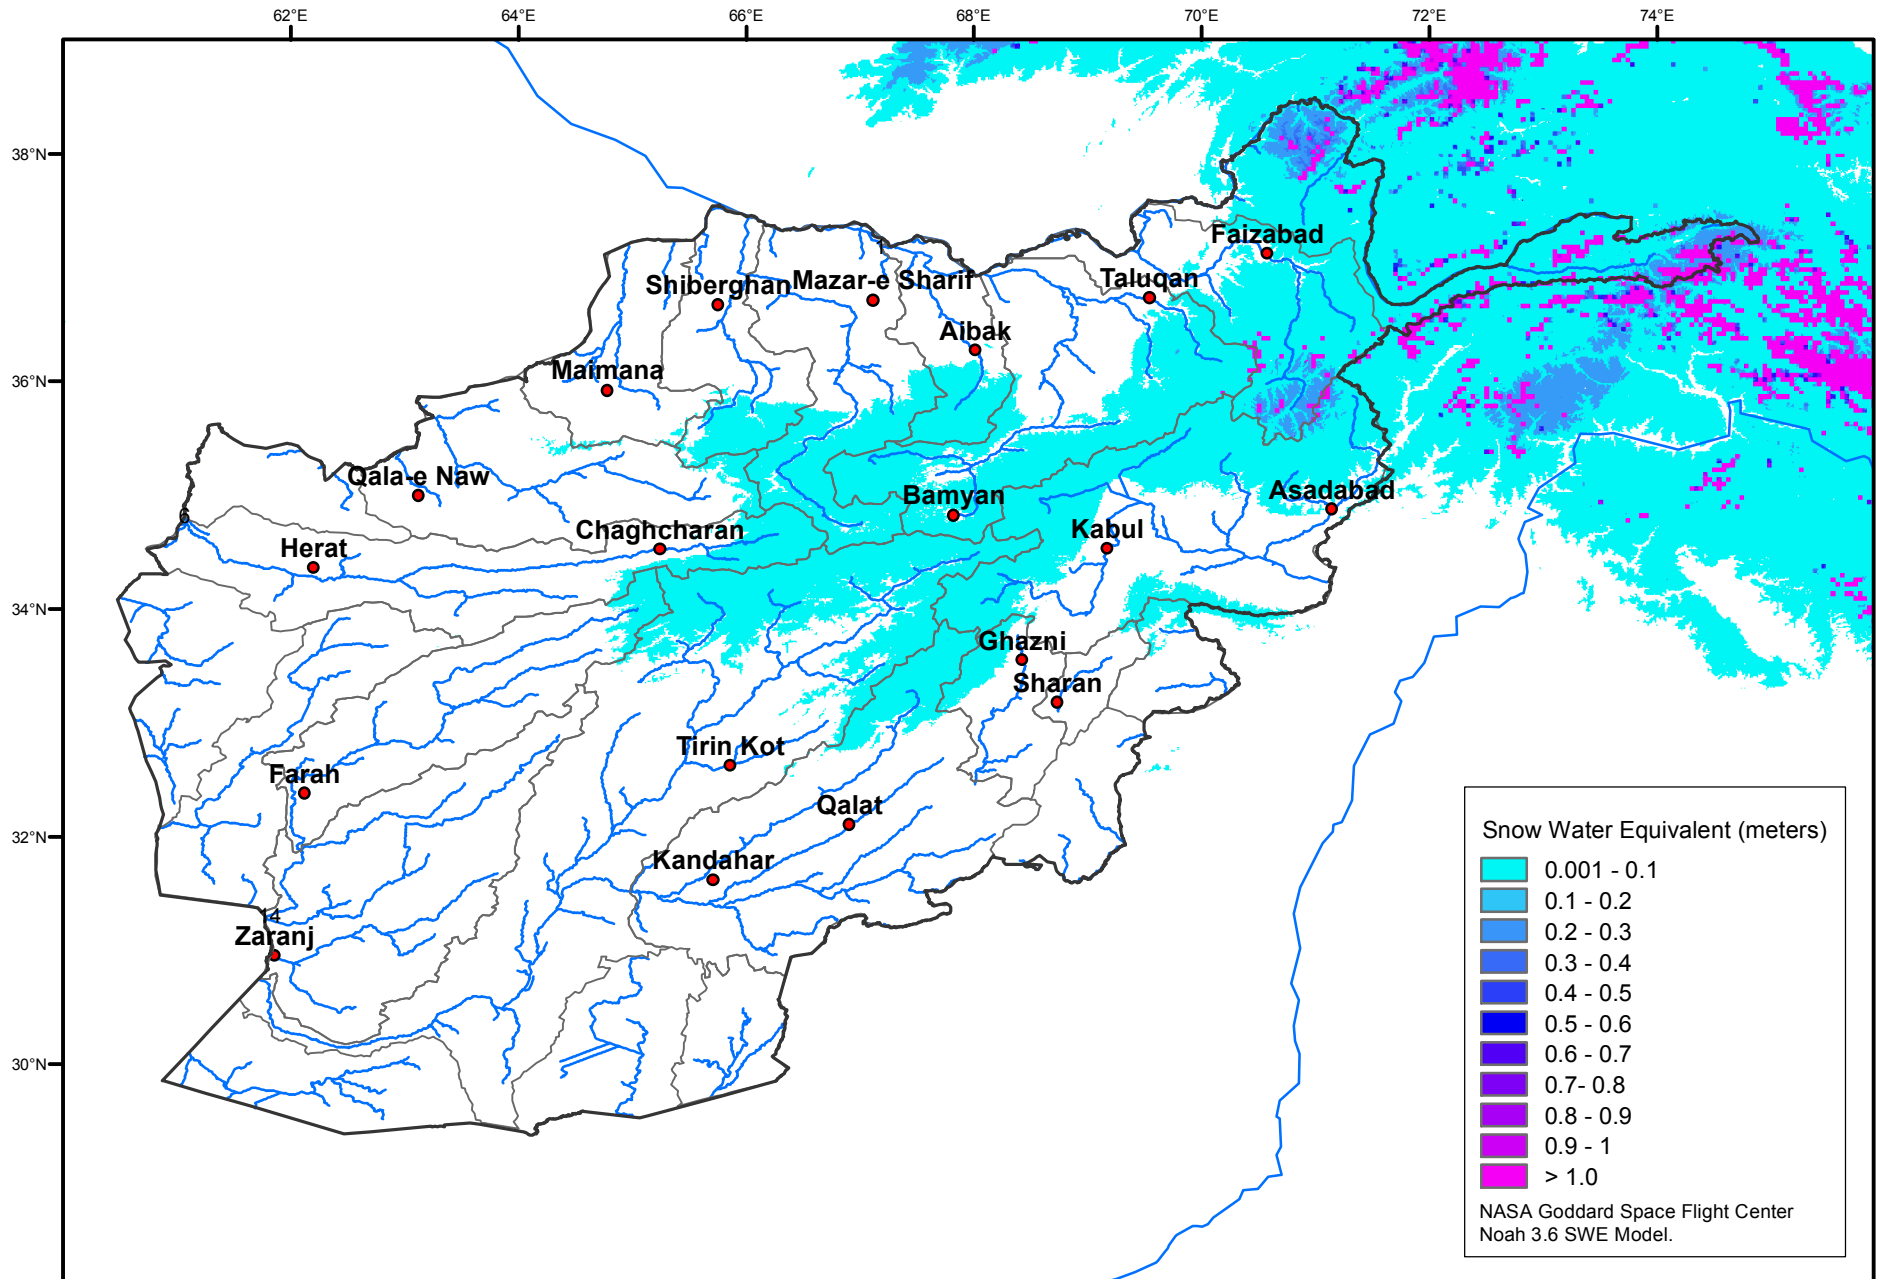 62°E 64°E 66°E 68°E 70°E 72°E 74°E
38°N
36°N
34°N
32°N
30°N
Faizabad
Shiberghan
Mazar-e Sharif
Taluqan
Aibak
Maimana
Qala-e Naw
Bamyan
Asadabad
6
Chaghcharan
Kabul
Herat
Ghazni
Sharan
Tirin Kot
Farah
Qalat
Kandahar
14
Zaranj
Snow Water Equivalent (meters)
0.001 - 0.1
0.1 - 0.2
0.2 - 0.3
0.3 - 0.4
0.4 - 0.5
0.5 - 0.6
0.6 - 0.7
0.7- 0.8
0.8 - 0.9
0.9 - 1
> 1.0
NASA Goddard Space Flight Center
Noah 3.6 SWE Model.